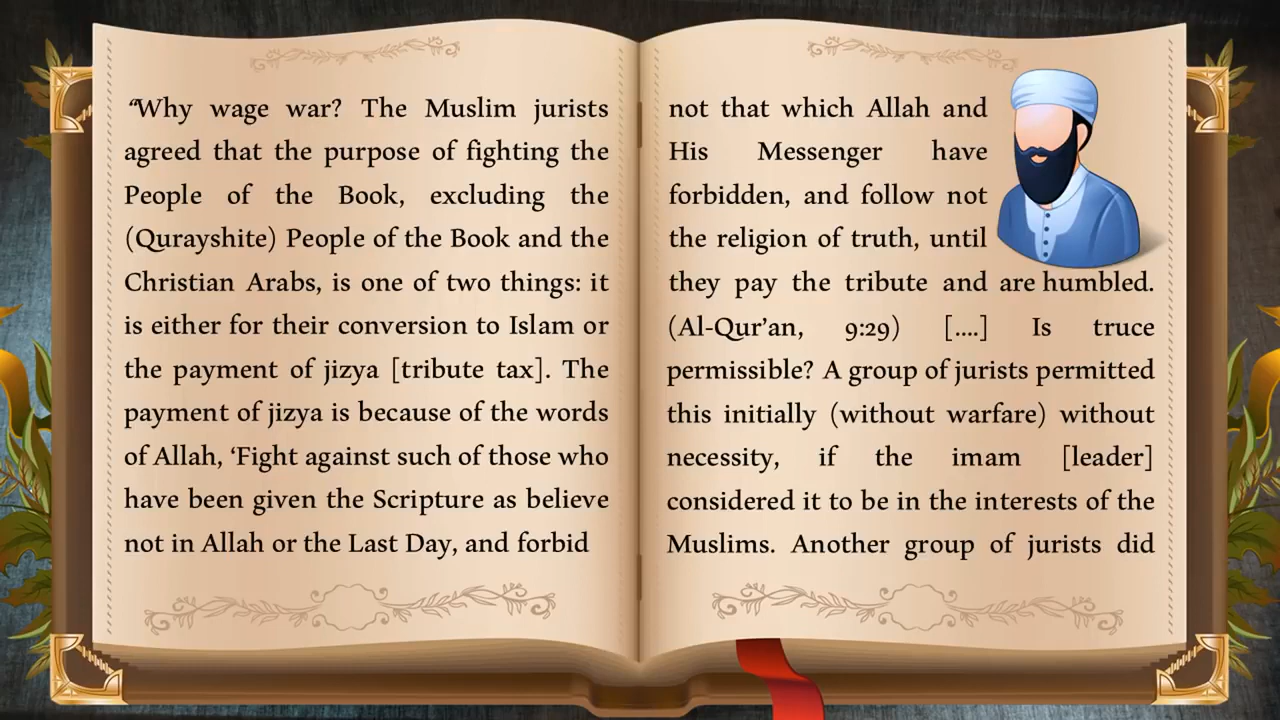 “Why wage war? The Muslim jurists
agreed that the purpose of fighting the
People of the Book, excluding the
(Qurayshite) People of the Book and the
Christian Arabs, is one of two things: it
is either for their conversion to Islam or
the payment of jizya [tribute tax]. The
payment of jizya is because of the words
of Allah, ‘Fight against such of those who
have been given the Scripture as believe
not in Allah or the Last Day, and forbid
not that which Allah and
His Messenger have
forbidden, and follow not
the religion of truth, until
they pay the tribute and are humbled.
(Al-Qur’an, 9:29) [....] Is truce
permissible? A group of jurists permitted
this initially (without warfare) without
necessity, if the imam [leader]
considered it to be in the interests of the
Muslims. Another group of jurists did